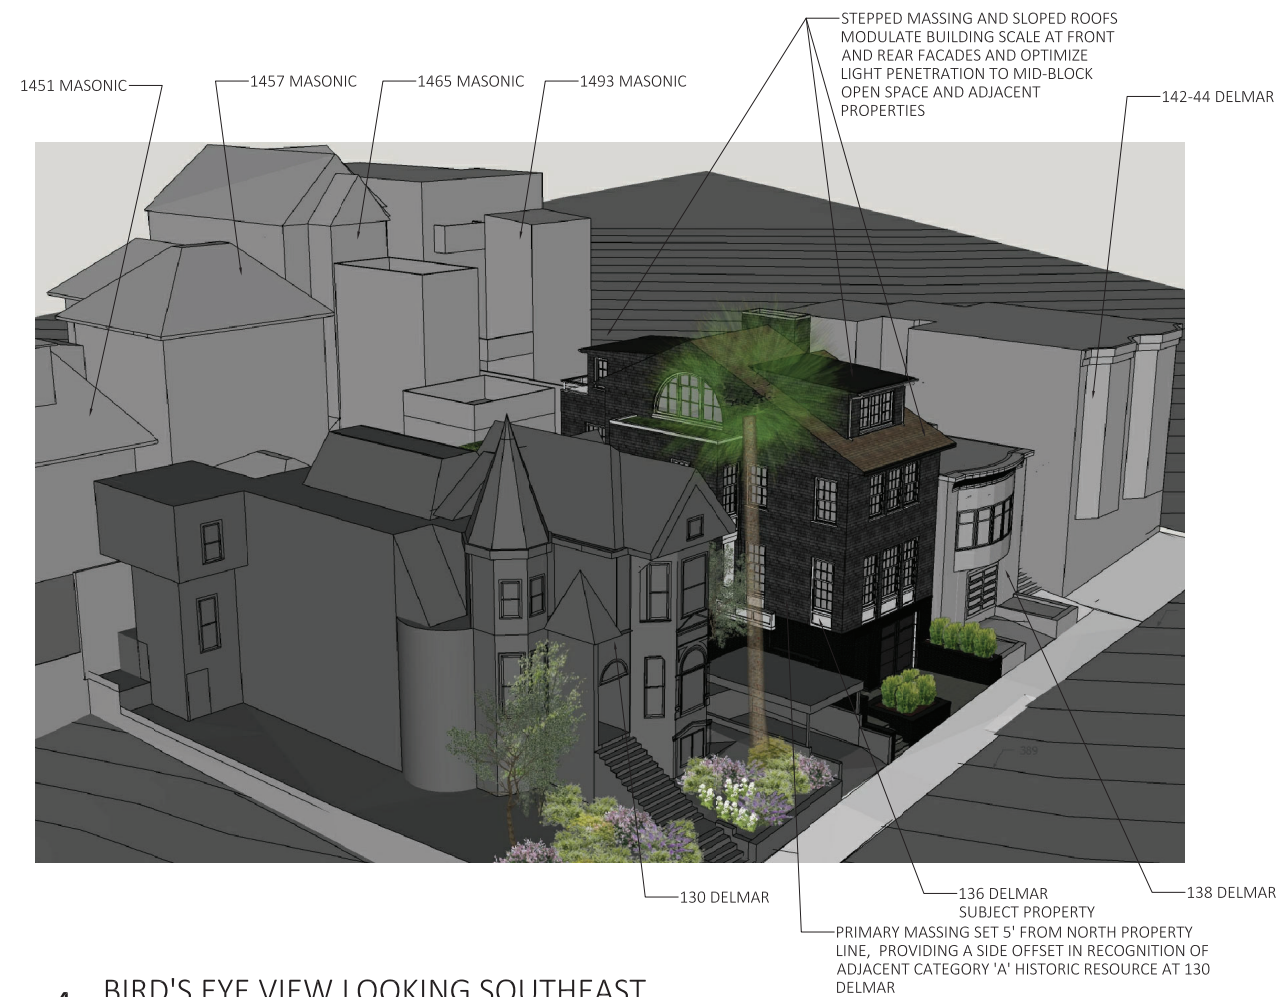 STEPPED MASSING AND SLOPED ROOFS
MODULATE BUILDING SCALE AT FRONT
AND REAR FACADES AND OPTIMIZE
LIGHT PENETRATION TO MID-BLOCK
OPEN SPACE AND ADJACENT
PROPERTIES
1451 MASONIC
1457 MASONIC
1465 MASONIC
1493 MASONIC
142-44 DELMAR
389
130 DELMAR
136 DELMAR
SUBJECT PROPERTY
138 DELMAR
PRIMARY MASSING SET 5' FROM NORTH PROPERTY
LINE, PROVIDING A SIDE OFFSET IN RECOGNITION OF
ADJACENT CATEGORY 'A' HISTORIC RESOURCE AT 130
DELMAR
BIRD'S EYE VIEW LOOKING SOUTHEAST